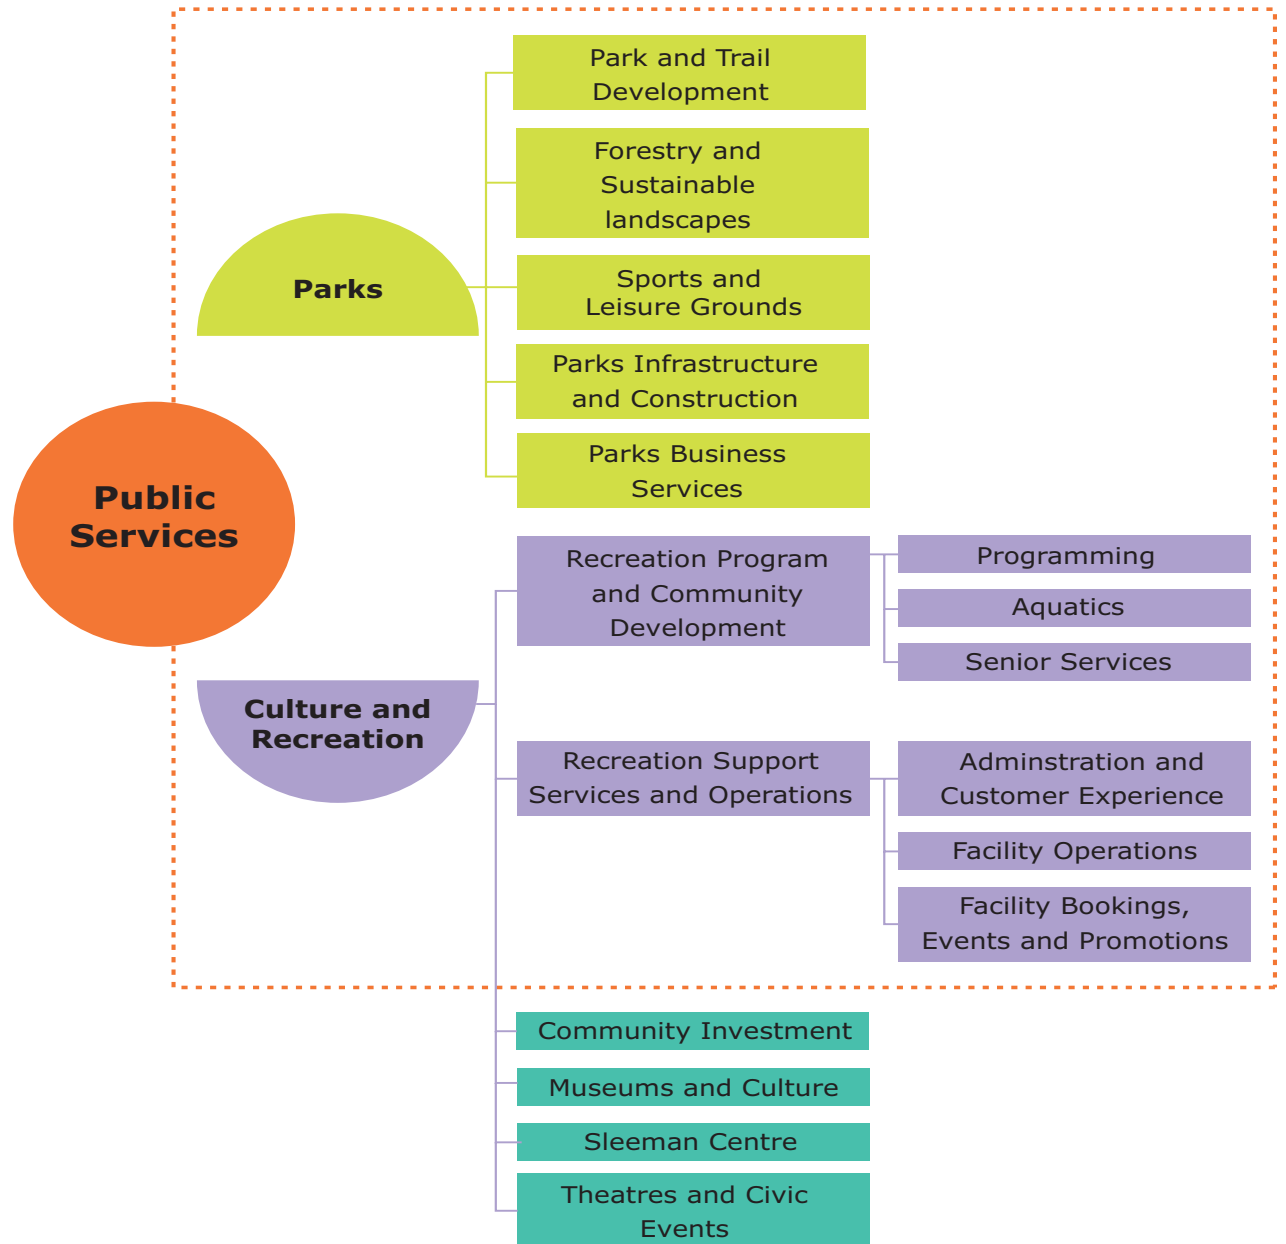 Park and Trail
Development
Forestry and
Sustainable
landscapes
Parks
Sports and
Leisure Grounds
Parks Infrastructure
and Construction
Parks Business
Services
Public
Services
Recreation Program
and Community
Development
Programming
Aquatics
Senior Services
Culture and
Recreation
Recreation Support
Services and Operations
Adminstration and
Customer Experience
Facility Operations
Facility Bookings,
Events and Promotions
Community Investment
Museums and Culture
Sleeman Centre
Theatres and Civic
Events